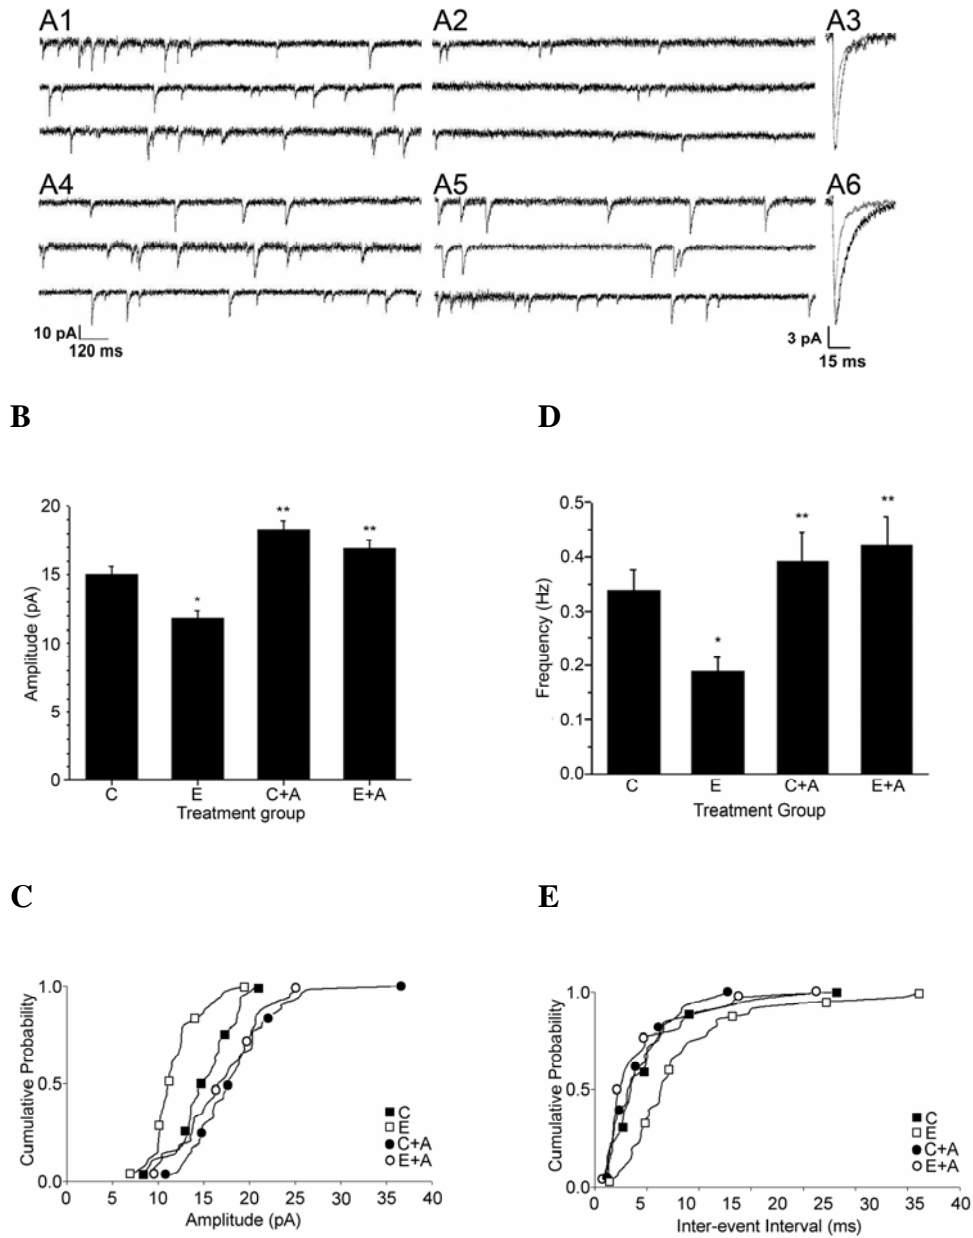 A1 A2 A3
A4 A5 A6
10 pA
120 ms
3 pA
15 ms
B
D
20
15
10
5
0
Amplitude (pA)
C E C+A E+A
Treatment group
* ** **
0.5
0.4
0.3
0.2
0.1
0.0
Frequency (Hz)
C E C+A E+A
Treatment Group
* ** **
C
E
1.0
0.5
0.0
Cumulative Probability
0 5 10 15 20 25 30 35 40
Amplitude (pA)
C
E
C+A
E+A
1.0
0.5
0.0
Cumulative Probability
0 5 10 15 20 25 30 35 40
Inter-event Interval (ms)
C
E
C+A
E+A